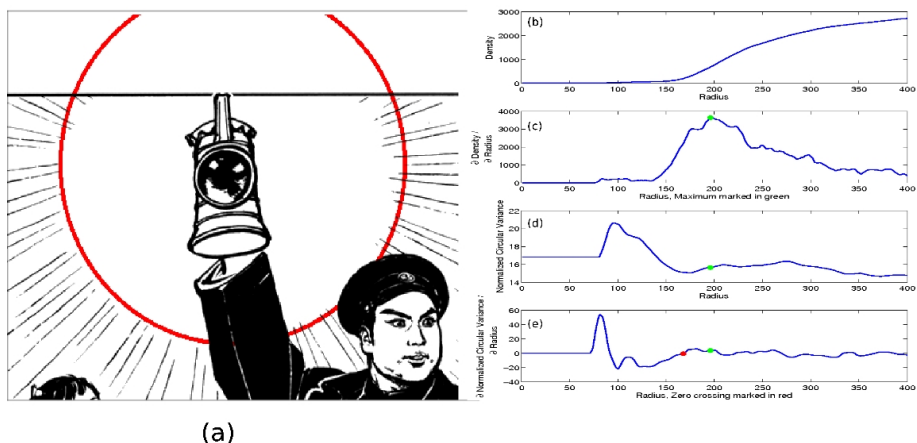 (a)
(b)
3000
2000
1000
0
Density
0 50 100 150 200 250 300 350 400
Radius
(c)
4000
3000
2000
1000
0
∂ Density /
∂ Radius
0 50 100 150 200 250 300 350 400
Radius, Maximum marked in green
(d)
22
20
18
16
14
Normalized Circular Variance
0 50 100 150 200 250 300 350 400
Radius
(e)
60
40
20
0
−20
−40
∂ Normalized Circular Variance /
∂ Radius
0 50 100 150 200 250 300 350 400
Radius, Zero crossing marked in red